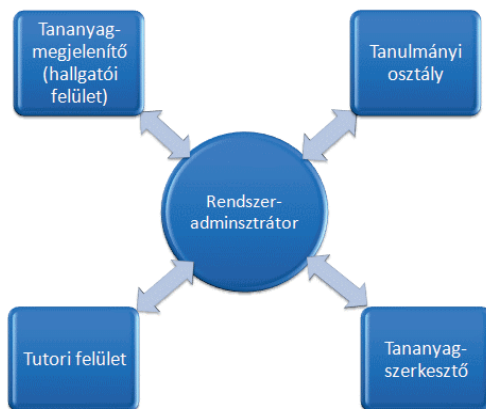 Tananyag-
megjelenítő
(hallgatói
felület)
Tanulmányi
osztály
Rendszer-
adminsztrátor
Tutori felület
Tananyag-
szerkesztő